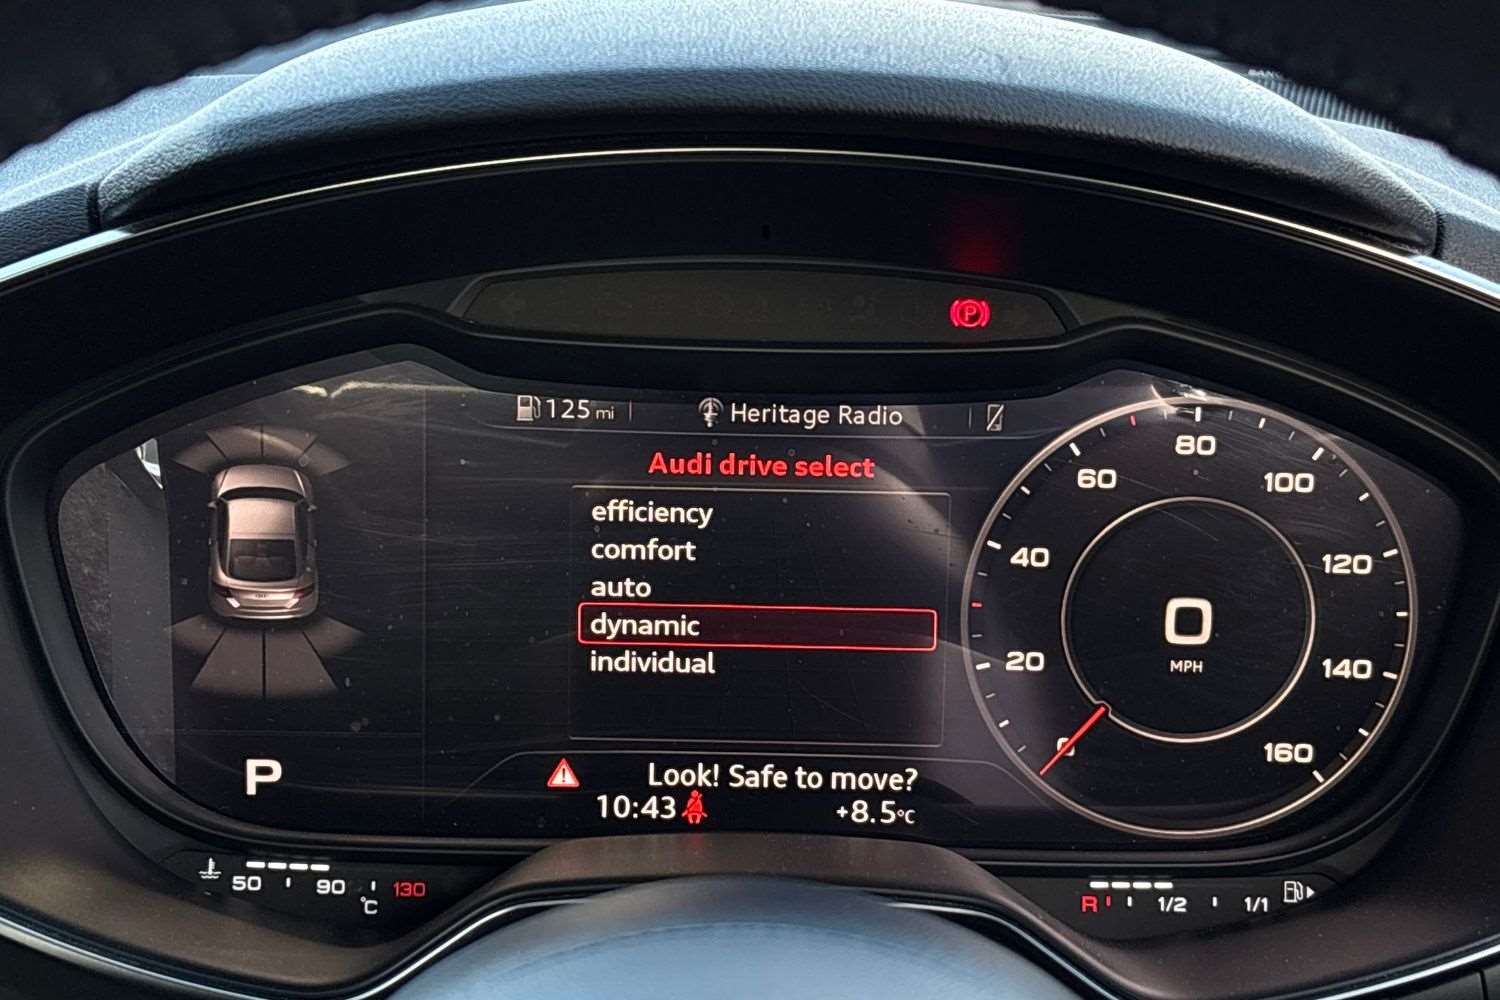 125 mi
Heritage Radio
Audi drive select
efficiency
comfort
auto
dynamic
individual
P
Look! Safe to move?
10:43
+8.5°C
0
20
40
60
80
100
120
140
160
0
MPH
50 90 130
°C
R 1/2 1/1
(P)